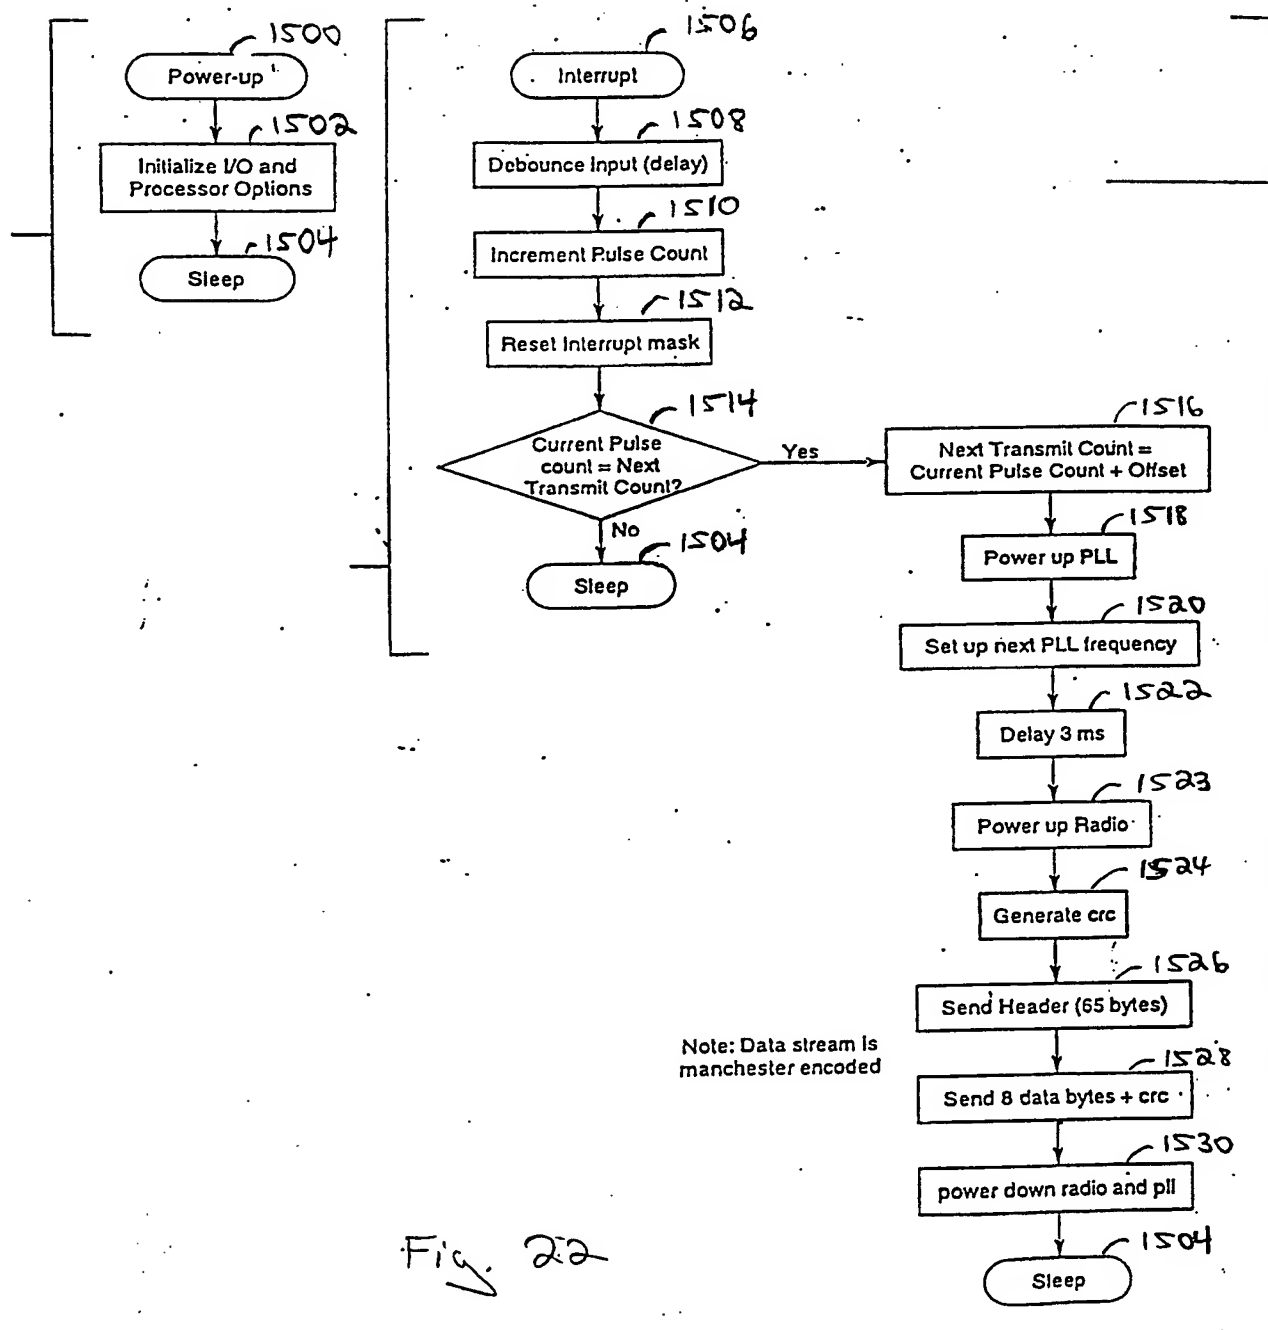 1500
Power-up
1502
Initialize I/O and
Processor Options
1504
Sleep
1506
Interrupt
1508
Debounce Input (delay)
1510
Increment Pulse Count
1512
Reset Interrupt mask
1514
Current Pulse
count = Next
Transmit Count?
Yes
No
1504
Sleep
1516
Next Transmit Count =
Current Pulse Count + Offset
1518
Power up PLL
1520
Set up next PLL frequency
1522
Delay 3 ms
1523
Power up Radio
1524
Generate crc
1526
Send Header (65 bytes)
Note: Data stream is
manchester encoded
1528
Send 8 data bytes + crc
1530
power down radio and pll
1504
Sleep
Fig. 22